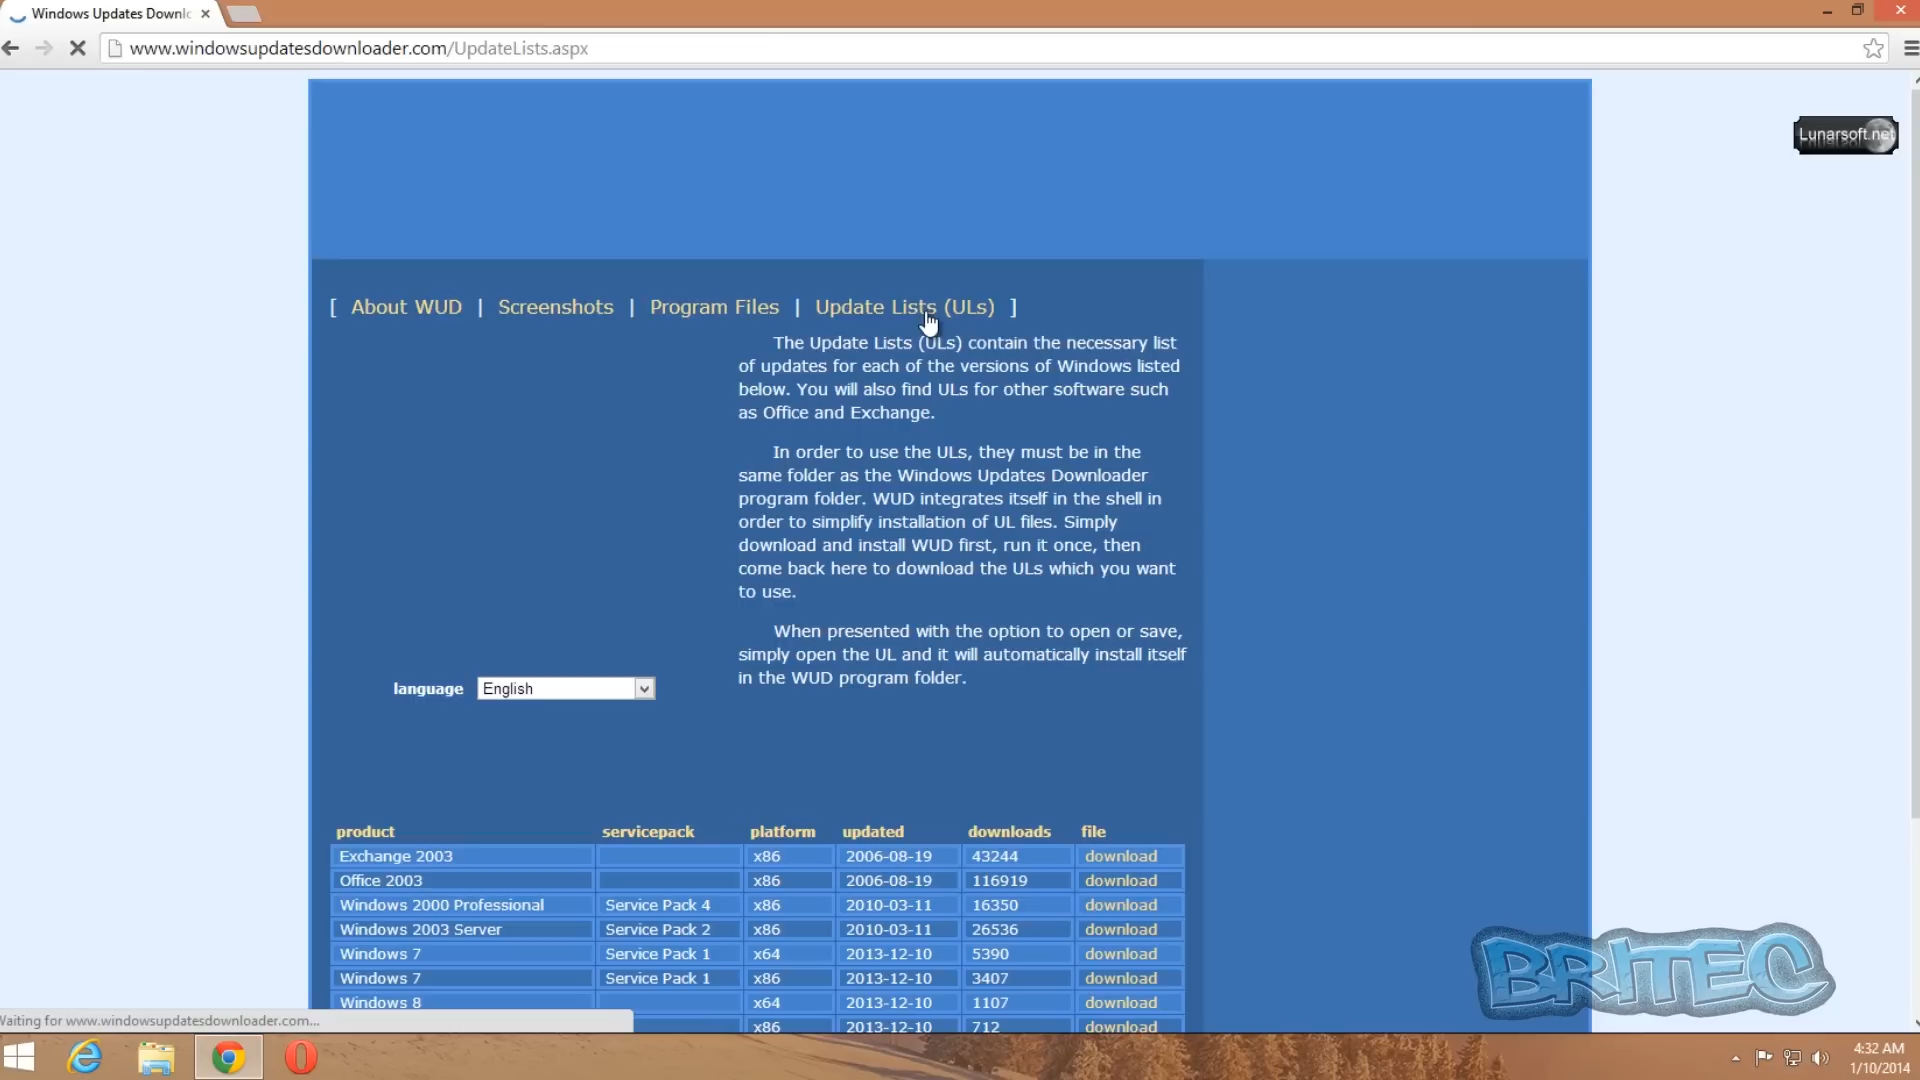 Windows Updates Downlo
www.windowsupdatesdownloader.com/UpdateLists.aspx
Lunarsoft.net
[ About WUD | Screenshots | Program Files | Update Lists (ULs) ]
The Update Lists (ULs) contain the necessary list
of updates for each of the versions of Windows listed
below. You will also find ULs for other software such
as Office and Exchange.
In order to use the ULs, they must be in the
same folder as the Windows Updates Downloader
program folder. WUD integrates itself in the shell in
order to simplify installation of UL files. Simply
download and install WUD first, run it once, then
come back here to download the ULs which you want
to use.
When presented with the option to open or save,
simply open the UL and it will automatically install itself
in the WUD program folder.
language English
product servicepack platform updated downloads file
Exchange 2003 x86 2006-08-19 43244 download
Office 2003 x86 2006-08-19 116919 download
Windows 2000 Professional Service Pack 4 x86 2010-03-11 16350 download
Windows 2003 Server Service Pack 2 x86 2010-03-11 26536 download
Windows 7 Service Pack 1 x64 2013-12-10 5390 download
Windows 7 Service Pack 1 x86 2013-12-10 3407 download
Windows 8 x64 2013-12-10 1107 download
x86 2013-12-10 712 download
Waiting for www.windowsupdatesdownloader.com...
BRITEC
4:32 AM
1/10/2014